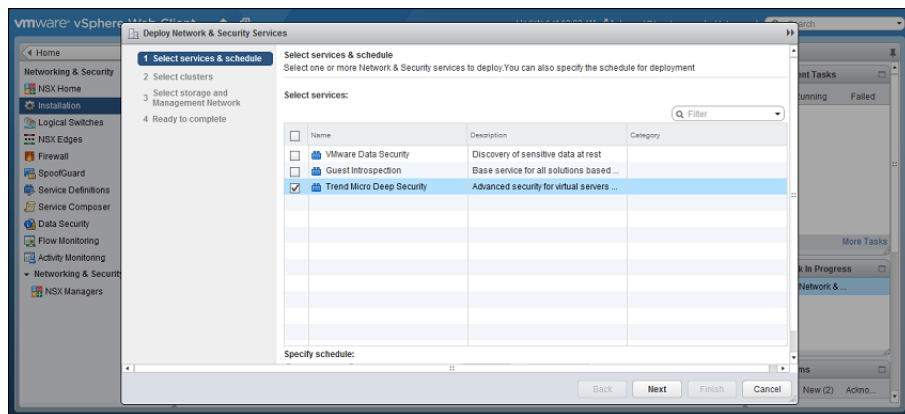 vmware® vSphere Web Client
Deploy Network & Security Services
Home
Networking & Security
NSX Home
Installation
Logical Switches
NSX Edges
Firewall
SpoofGuard
Service Definitions
Service Composer
Data Security
Flow Monitoring
Activity Monitoring
Networking & Securit
NSX Managers
1 Select services & schedule
2 Select clusters
3 Select storage and
Management Network
4 Ready to complete
Select services & schedule
Select one or more Network & Security services to deploy.You can also specify the schedule for deployment
Select services:
Filter
Name Description Category
VMware Data Security Discovery of sensitive data at rest
Guest Introspection Base service for all solutions based ...
Trend Micro Deep Security Advanced security for virtual servers ...
Specify schedule:
Back Next Finish Cancel
arch
ent Tasks
unning Failed
More Tasks
k In Progress
Network & ...
ms
New (2) Ackno...